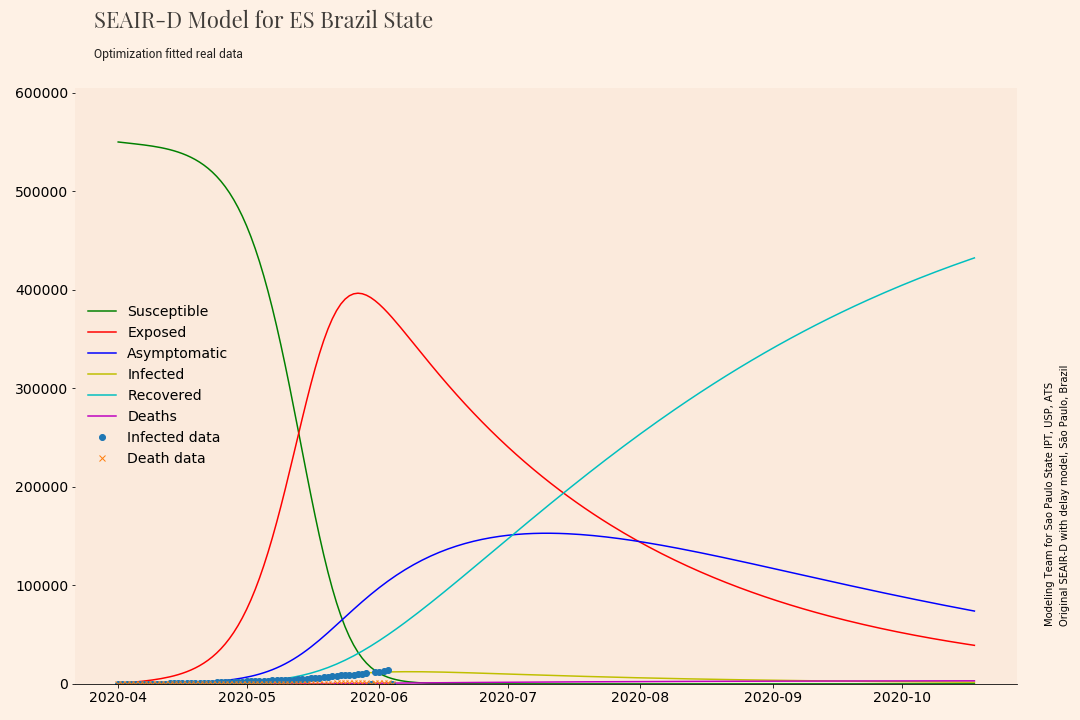 SEAIR-D Model for ES Brazil State
Optimization fitted real data
600000
500000
400000
300000
200000
100000
0
Susceptible
Exposed
Asymptomatic
Infected
Recovered
Deaths
Infected data
Death data
2020-04
2020-05
2020-06
2020-07
2020-08
2020-09
2020-10
Modeling Team for Sao Paulo State IPT, USP, ATS
Original SEAIR-D with delay model, São Paulo, Brazil